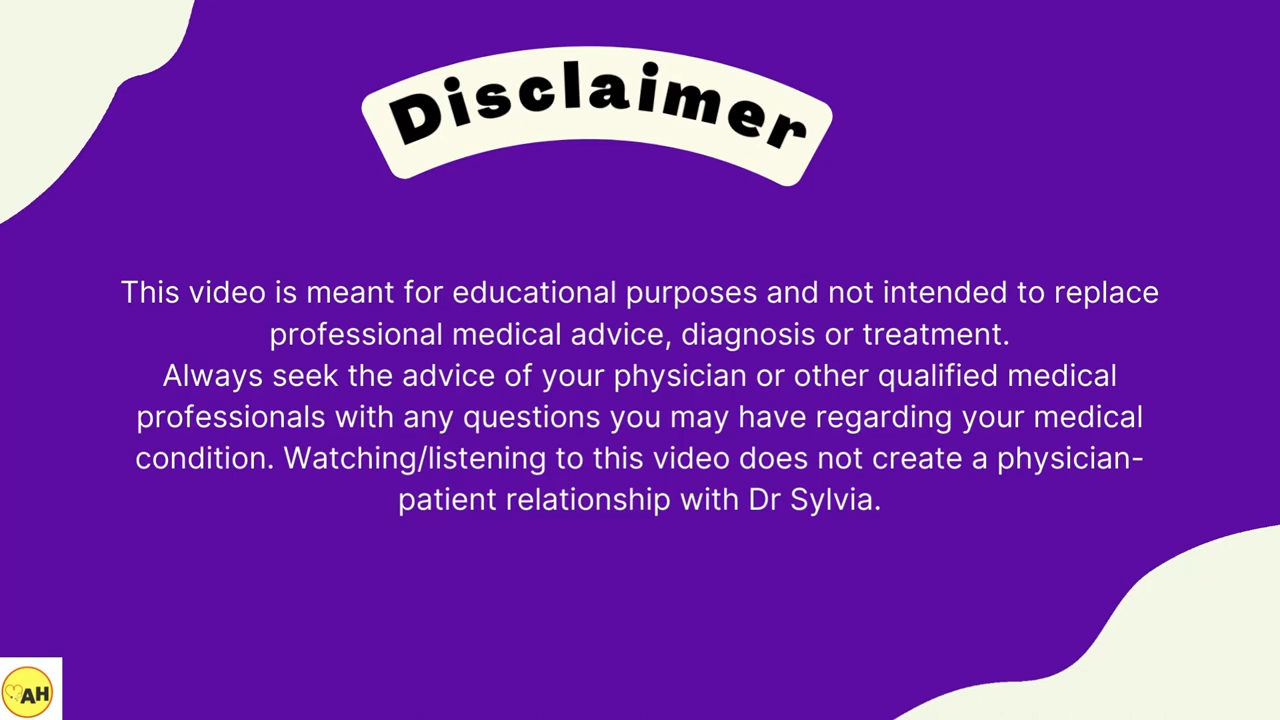 Disclaimer
This video is meant for educational purposes and not intended to replace
professional medical advice, diagnosis or treatment.
Always seek the advice of your physician or other qualified medical
professionals with any questions you may have regarding your medical
condition. Watching/listening to this video does not create a physician-
patient relationship with Dr Sylvia.
AH